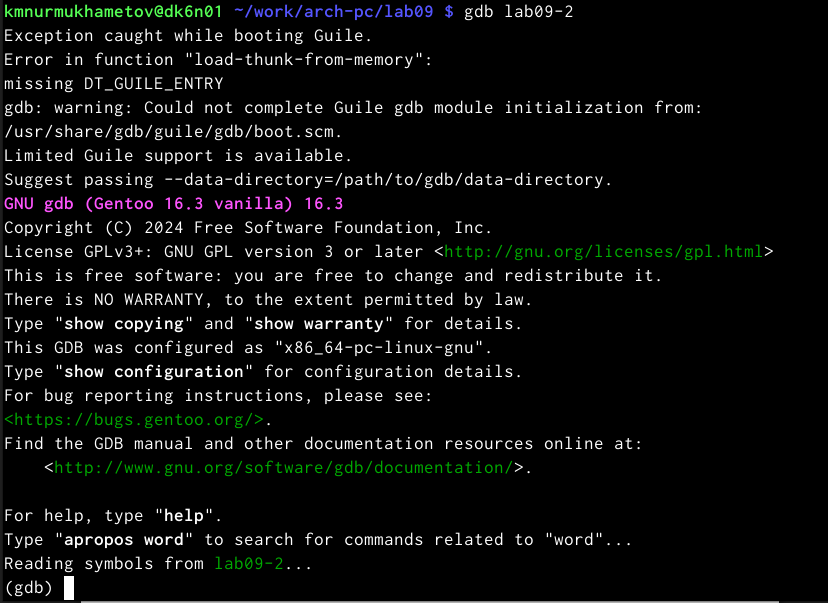 kmnurmukhametov@dk6n01 ~/work/arch-pc/lab09 $ gdb lab09-2
Exception caught while booting Guile.
Error in function "load-thunk-from-memory":
missing DT_GUILE_ENTRY
gdb: warning: Could not complete Guile gdb module initialization from:
/usr/share/gdb/guile/gdb/boot.scm.
Limited Guile support is available.
Suggest passing --data-directory=/path/to/gdb/data-directory.
GNU gdb (Gentoo 16.3 vanilla) 16.3
Copyright (C) 2024 Free Software Foundation, Inc.
License GPLv3+: GNU GPL version 3 or later <http://gnu.org/licenses/gpl.html>
This is free software: you are free to change and redistribute it.
There is NO WARRANTY, to the extent permitted by law.
Type "show copying" and "show warranty" for details.
This GDB was configured as "x86_64-pc-linux-gnu".
Type "show configuration" for configuration details.
For bug reporting instructions, please see:
<https://bugs.gentoo.org/>.
Find the GDB manual and other documentation resources online at:
    <http://www.gnu.org/software/gdb/documentation/>.

For help, type "help".
Type "apropos word" to search for commands related to "word"...
Reading symbols from lab09-2...
(gdb)